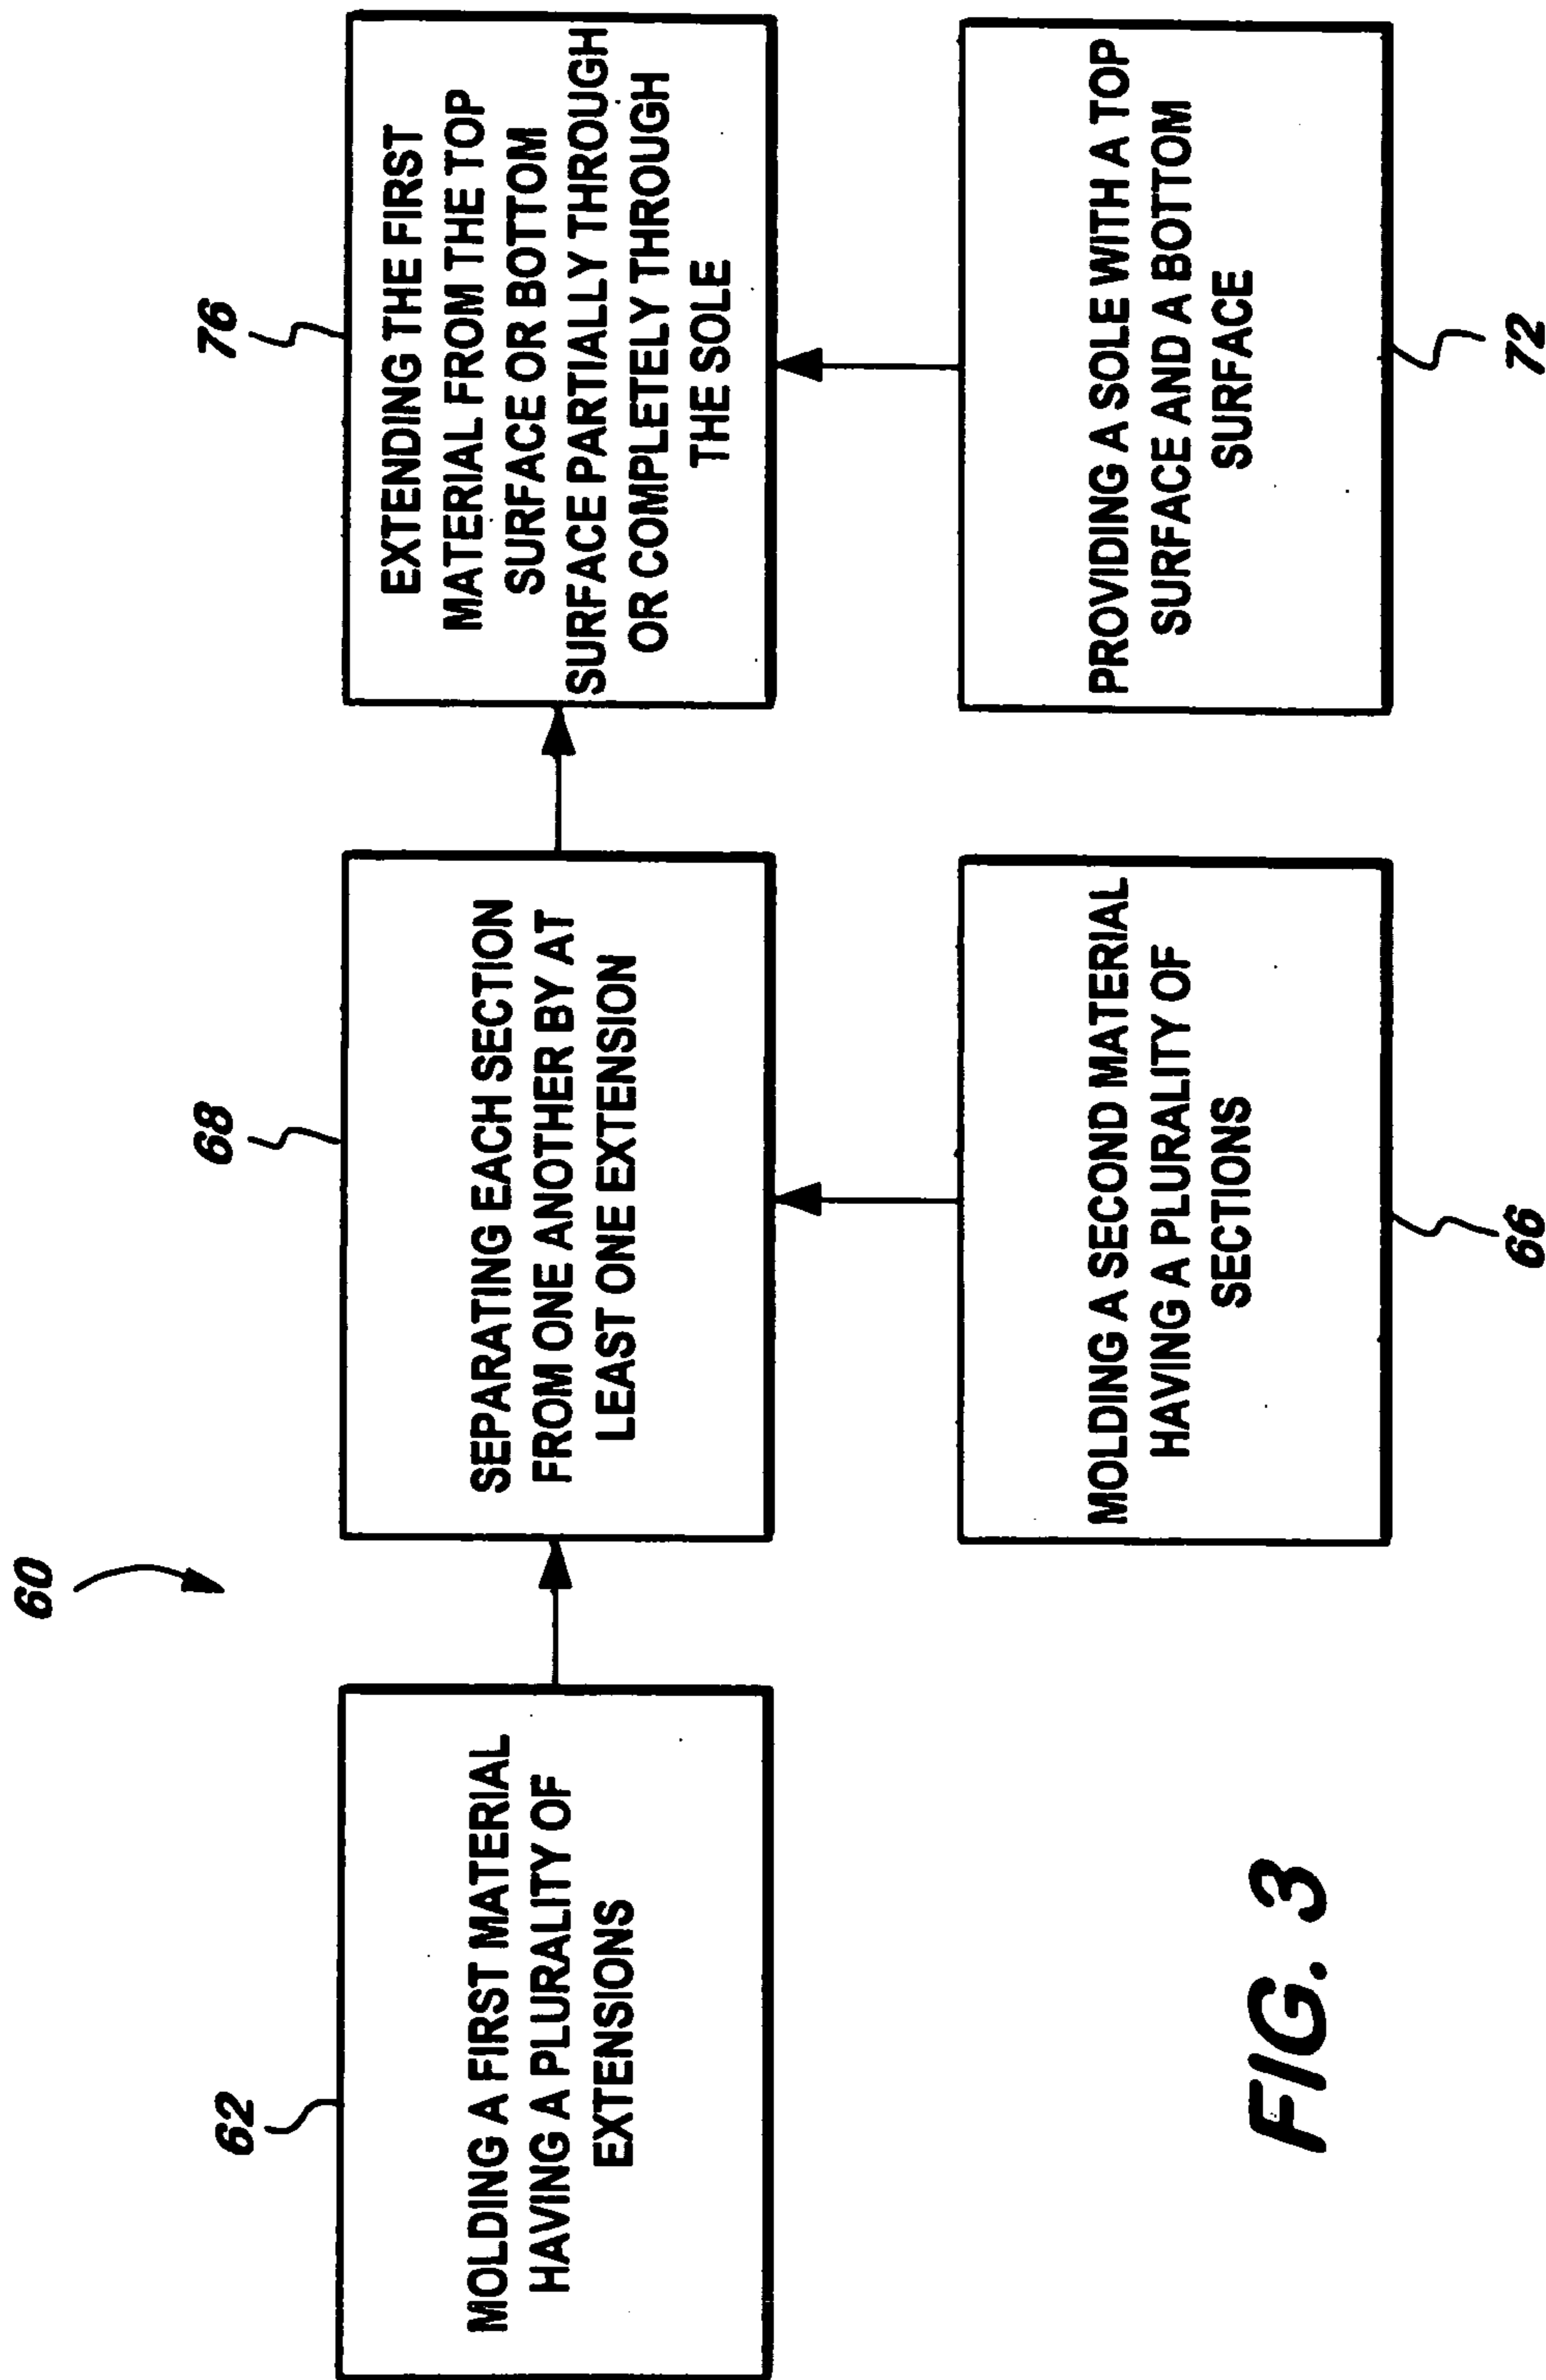 60
62
MOLDING A FIRST MATERIAL
HAVING A PLURALITY OF
EXTENSIONS
68
SEPARATING EACH SECTION
FROM ONE ANOTHER BY AT
LEAST ONE EXTENSION
76
EXTENDING THE FIRST
MATERIAL FROM THE TOP
SURFACE OR BOTTOM
SURFACE PARTIALLY THROUGH
OR COMPLETELY THROUGH
THE SOLE
MOLDING A SECOND MATERIAL
HAVING A PLURALITY OF
SECTIONS
66
PROVIDING A SOLE WITH A TOP
SURFACE AND A BOTTOM
SURFACE
72
FIG. 3